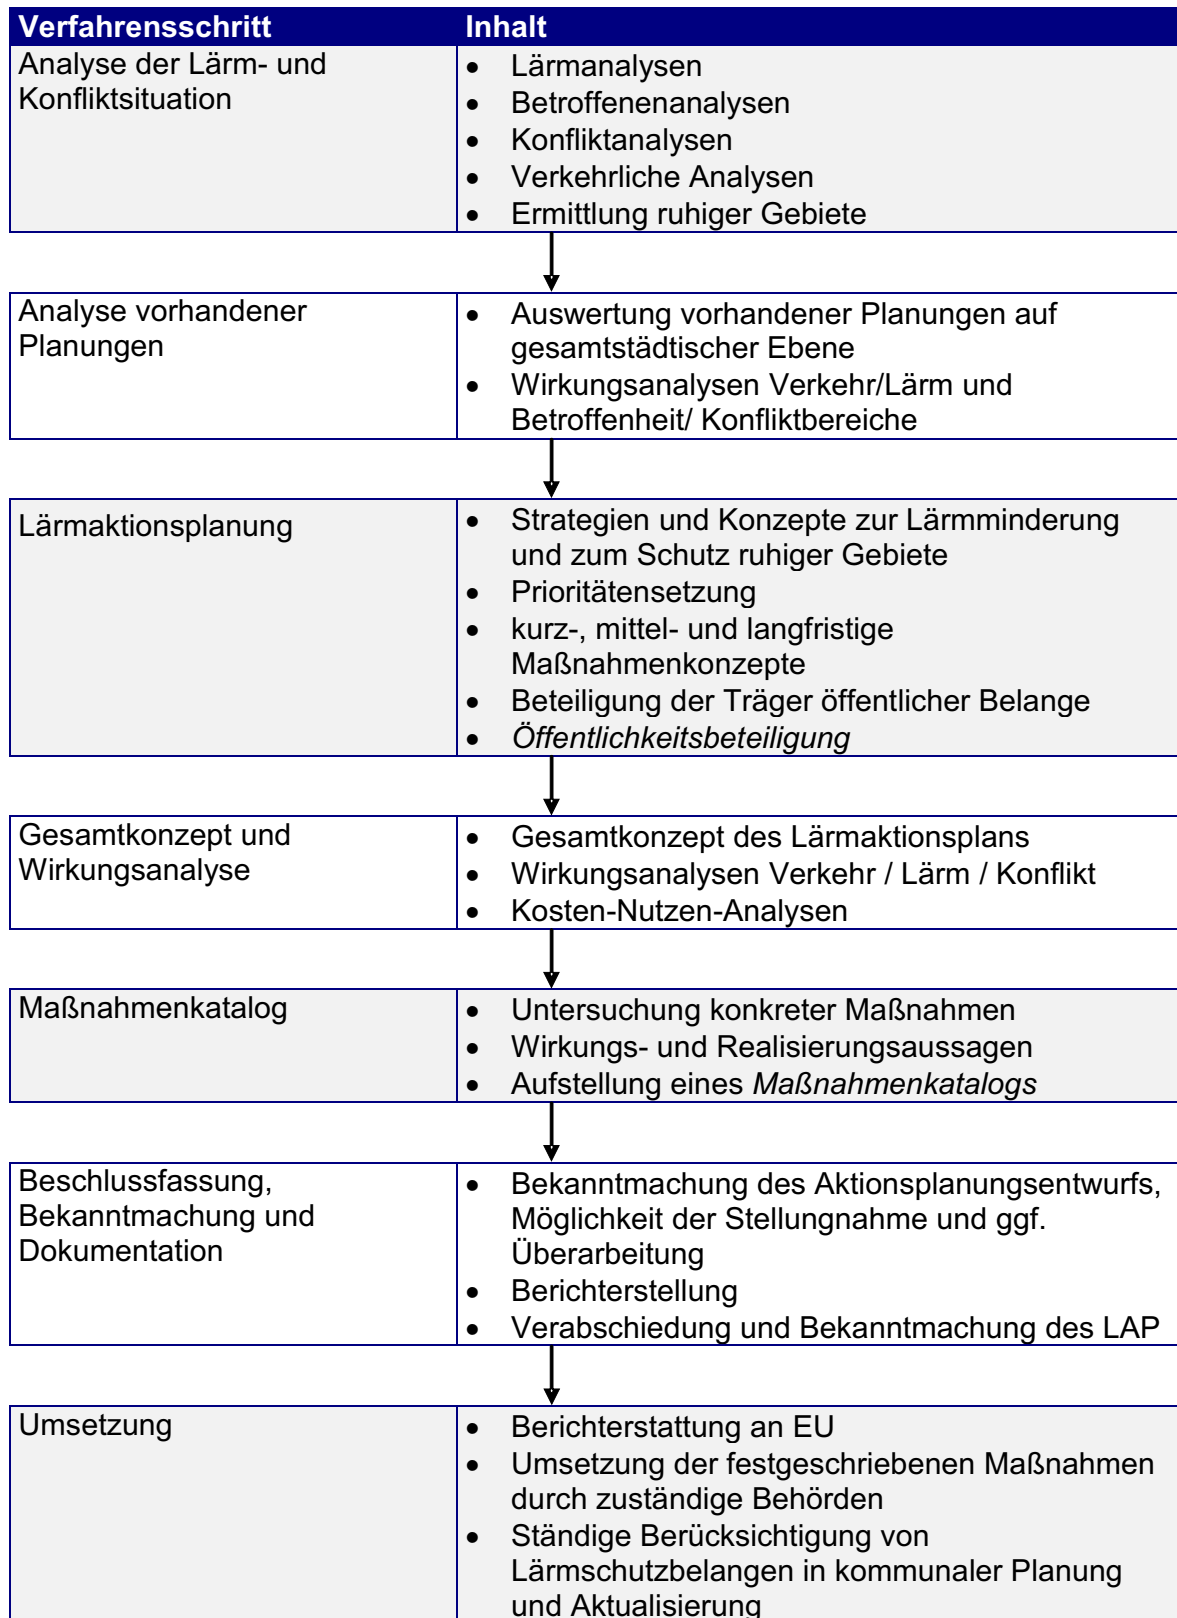 Verfahrensschritt Inhalt
Analyse der Lärm- und
Konfliktsituation
• Lärmanalysen
• Betroffenenanalysen
• Konfliktanalysen
• Verkehrliche Analysen
• Ermittlung ruhiger Gebiete
Analyse vorhandener
Planungen
• Auswertung vorhandener Planungen auf
gesamtstädtischer Ebene
• Wirkungsanalysen Verkehr/Lärm und
Betroffenheit/ Konfliktbereiche
Lärmaktionsplanung
• Strategien und Konzepte zur Lärmminderung
und zum Schutz ruhiger Gebiete
• Prioritätensetzung
• kurz-, mittel- und langfristige
Maßnahmenkonzepte
• Beteiligung der Träger öffentlicher Belange
• Öffentlichkeitsbeteiligung
Gesamtkonzept und
Wirkungsanalyse
• Gesamtkonzept des Lärmaktionsplans
• Wirkungsanalysen Verkehr / Lärm / Konflikt
• Kosten-Nutzen-Analysen
Maßnahmenkatalog
• Untersuchung konkreter Maßnahmen
• Wirkungs- und Realisierungsaussagen
• Aufstellung eines Maßnahmenkatalogs
Beschlussfassung,
Bekanntmachung und
Dokumentation
• Bekanntmachung des Aktionsplanungsentwurfs,
Möglichkeit der Stellungnahme und ggf.
Überarbeitung
• Berichterstellung
• Verabschiedung und Bekanntmachung des LAP
Umsetzung
• Berichterstattung an EU
• Umsetzung der festgeschriebenen Maßnahmen
durch zuständige Behörden
• Ständige Berücksichtigung von
Lärmschutzbelangen in kommunaler Planung
und Aktualisierung